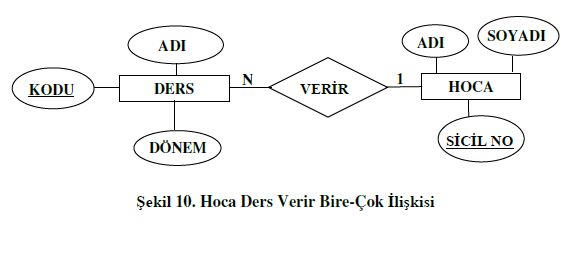 ADI
ADI
SOYADI
KODU
DERS
N
VERİR
1
HOCA
DÖNEM
SİCİL NO
Şekil 10. Hoca Ders Verir Bire-Çok İlişkisi